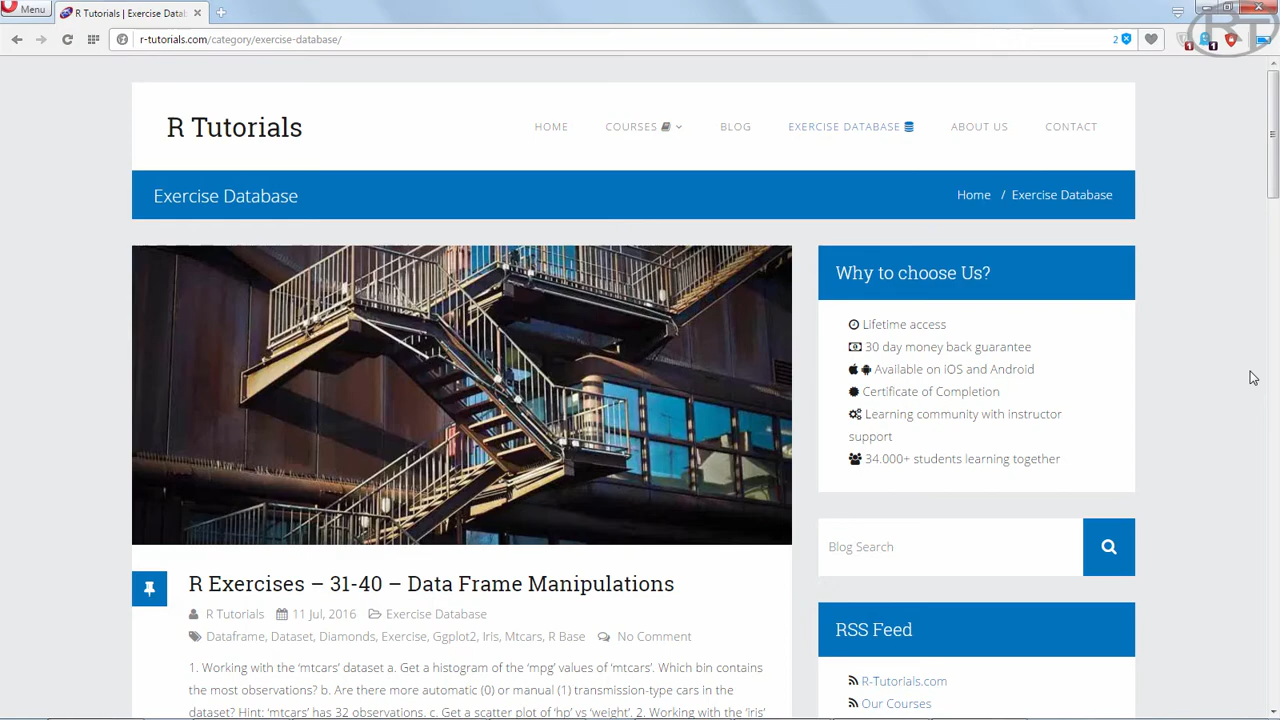 Menu
R Tutorials | Exercise Datab
r-tutorials.com/category/exercise-database/
2
1
1
RT
R Tutorials
HOME
COURSES
BLOG
EXERCISE DATABASE
ABOUT US
CONTACT
Exercise Database
Home / Exercise Database
Why to choose Us?
Lifetime access
30 day money back guarantee
Available on iOS and Android
Certificate of Completion
Learning community with instructor
support
34.000+ students learning together
Blog Search
R Exercises – 31-40 – Data Frame Manipulations
R Tutorials 11 Jul, 2016 Exercise Database
Dataframe, Dataset, Diamonds, Exercise, Ggplot2, Iris, Mtcars, R Base No Comment
1. Working with the ‘mtcars’ dataset a. Get a histogram of the ‘mpg’ values of ‘mtcars’. Which bin contains
the most observations? b. Are there more automatic (0) or manual (1) transmission-type cars in the
dataset? Hint: ‘mtcars’ has 32 observations. c. Get a scatter plot of ‘hp’ vs ‘weight’. 2. Working with the ‘iris’
RSS Feed
R-Tutorials.com
Our Courses